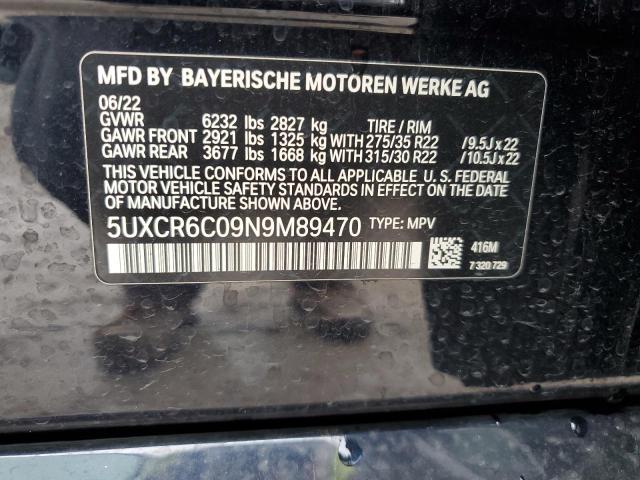 MFD BY BAYERISCHE MOTOREN WERKE AG
06/22
GVWR 6232 lbs 2827 kg TIRE / RIM
GAWR FRONT 2921 lbs 1325 kg WITH 275/35 R22 /9.5J x 22
GAWR REAR 3677 lbs 1668 kg WITH 315/30 R22 /10.5J x 22
THIS VEHICLE CONFORMS TO ALL APPLICABLE U. S. FEDERAL
MOTOR VEHICLE SAFETY STANDARDS IN EFFECT ON THE DATE
OF MANUFACTURE SHOWN ABOVE.
5UXCR6C09N9M89470 TYPE: MPV
416M
7 320 729